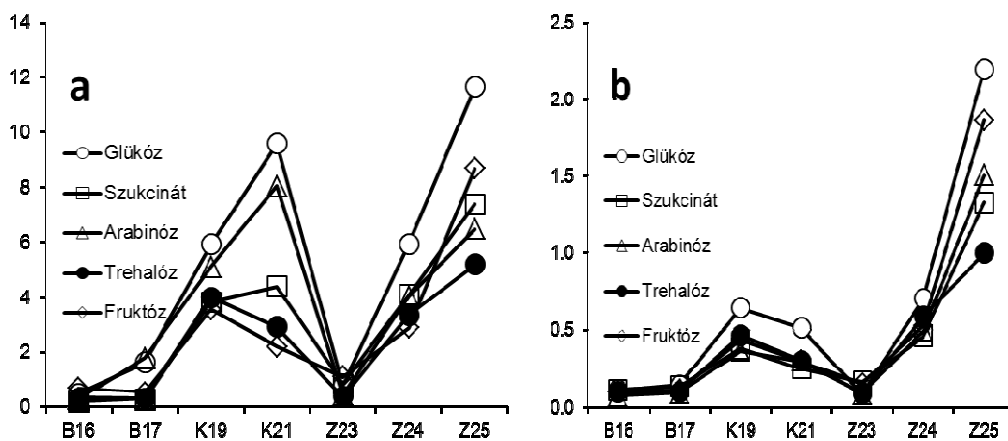 a
14
12
10
8
6
4
2
0
Glükóz
Szukcinát
Arabinóz
Trehalóz
Fruktóz
B16 B17 K19 K21 Z23 Z24 Z25
b
2.5
2.0
1.5
1.0
0.5
0.0
Glükóz
Szukcinát
Arabinóz
Trehalóz
Fruktóz
B16 B17 K19 K21 Z23 Z24 Z25